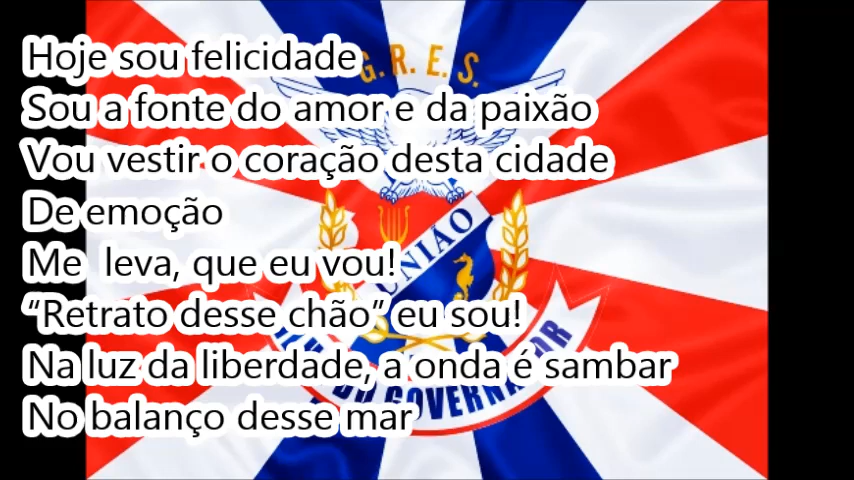 Hoje sou felicidade
Sou a fonte do amor e da paixão
Vou vestir o coração desta cidade
De emoção
Me  leva, que eu vou!
“Retrato desse chão” eu sou!
Na luz da liberdade, a onda é sambar
No balanço desse mar
G. R. E. S.
UNIÃO